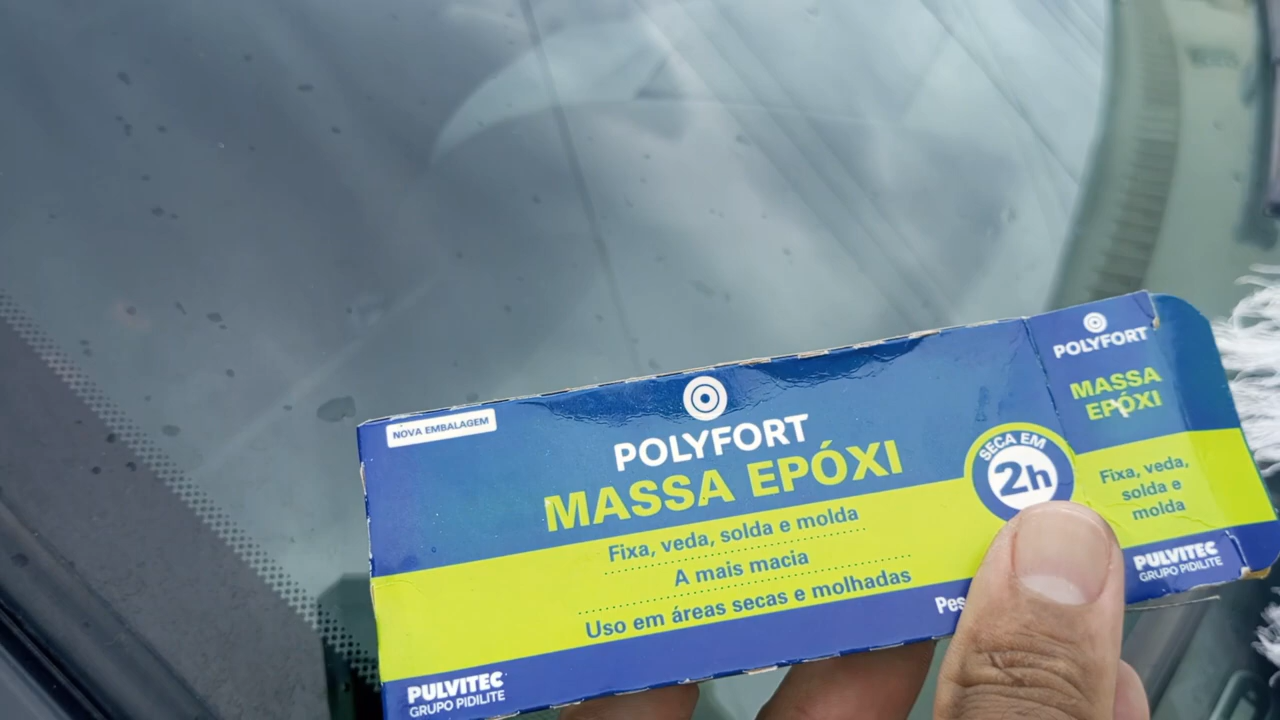 NOVA EMBALAGEM
POLYFORT
MASSA EPÓXI
SECA EM
2h
Fixa, veda, solda e molda
A mais macia
Uso em áreas secas e molhadas
PULVITEC
GRUPO PIDILITE
POLYFORT
MASSA
EPÓXI
Fixa, veda,
solda e
molda
PULVITEC
GRUPO PIDILITE